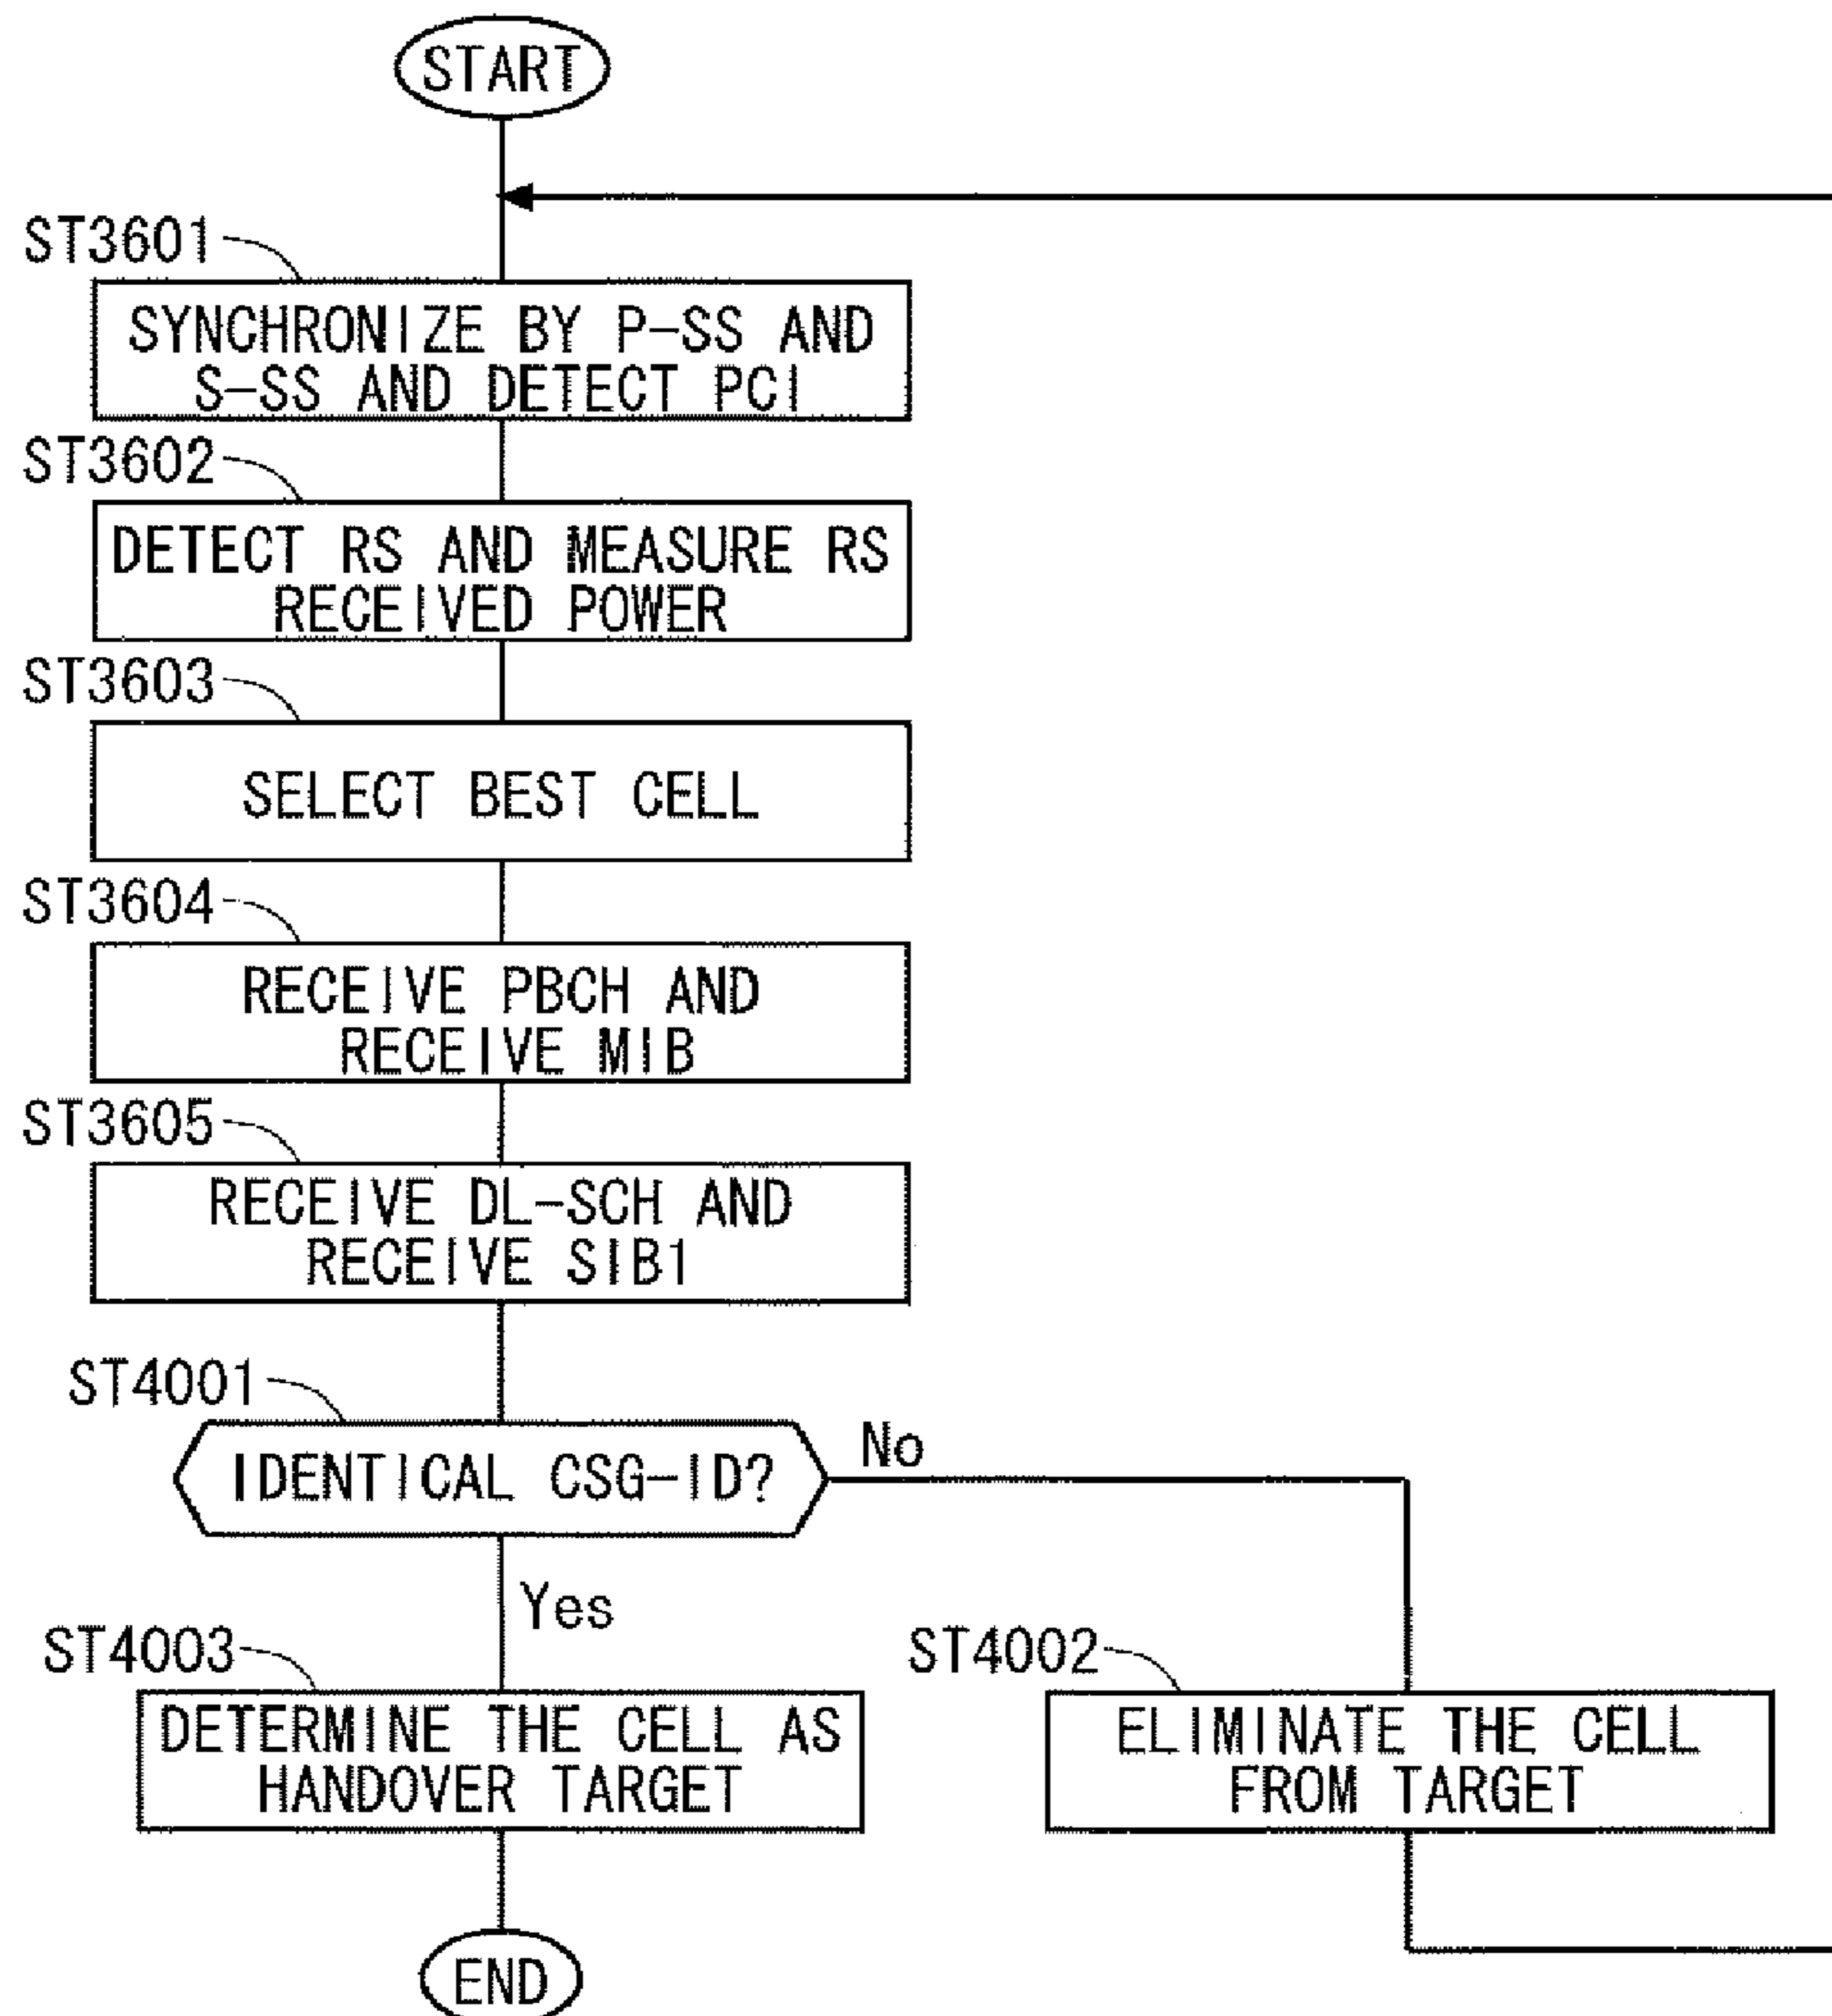 START
ST3601
SYNCHRONIZE BY P-SS AND
S-SS AND DETECT PCI
ST3602
DETECT RS AND MEASURE RS
RECEIVED POWER
ST3603
SELECT BEST CELL
ST3604
RECEIVE PBCH AND
RECEIVE MIB
ST3605
RECEIVE DL-SCH AND
RECEIVE SIB1
ST4001
IDENTICAL CSG-ID?
No
Yes
ST4003
DETERMINE THE CELL AS
HANDOVER TARGET
ST4002
ELIMINATE THE CELL
FROM TARGET
END